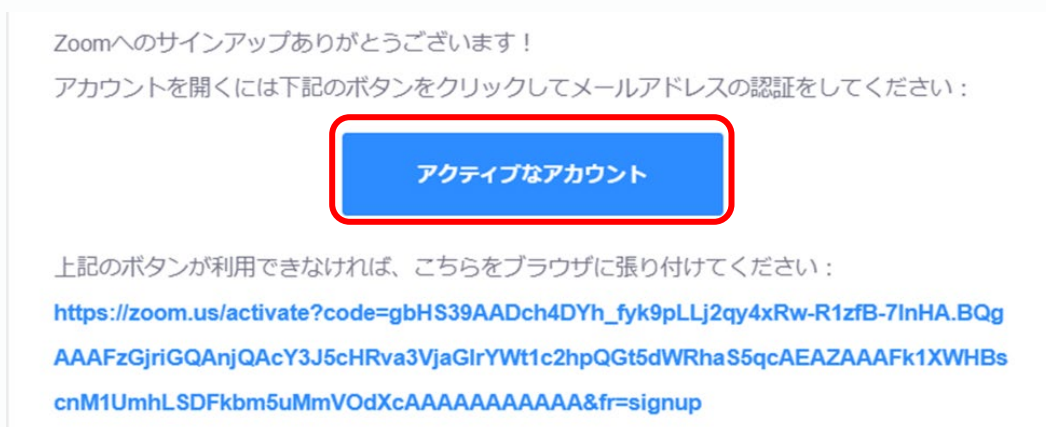 Zoomへのサインアップありがとうございます！
アカウントを開くには下記のボタンをクリックしてメールアドレスの認証をしてください：
アクティブなアカウント
上記のボタンが利用できなければ、こちらをブラウザに張り付けてください：
https://zoom.us/activate?code=gbHS39AADch4DYh_fyk9pLLj2qy4xRw-R1zfB-7lnHA.BQg
AAAFzGjriGQAnjQAcY3J5cHRva3VjaGlrYWt1c2hpQGt5dWRhaS5qcAEAZAAAFk1XWHBs
cnM1UmhLSDFkbm5uMmVOdXcAAAAAAAAAAA&fr=signup